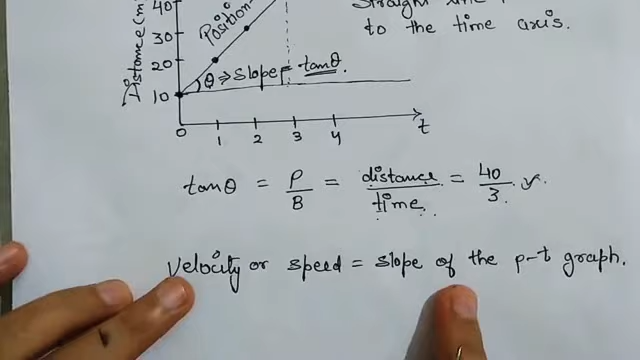 40
straight line
to the time axis.
Distance (m
30
Position
20
θ ⇒ slope = tanθ.
10
0 1 2 3 4 t
tanθ = P/B = distance/time = 40/3
Velocity or speed = slope of the p-t graph.